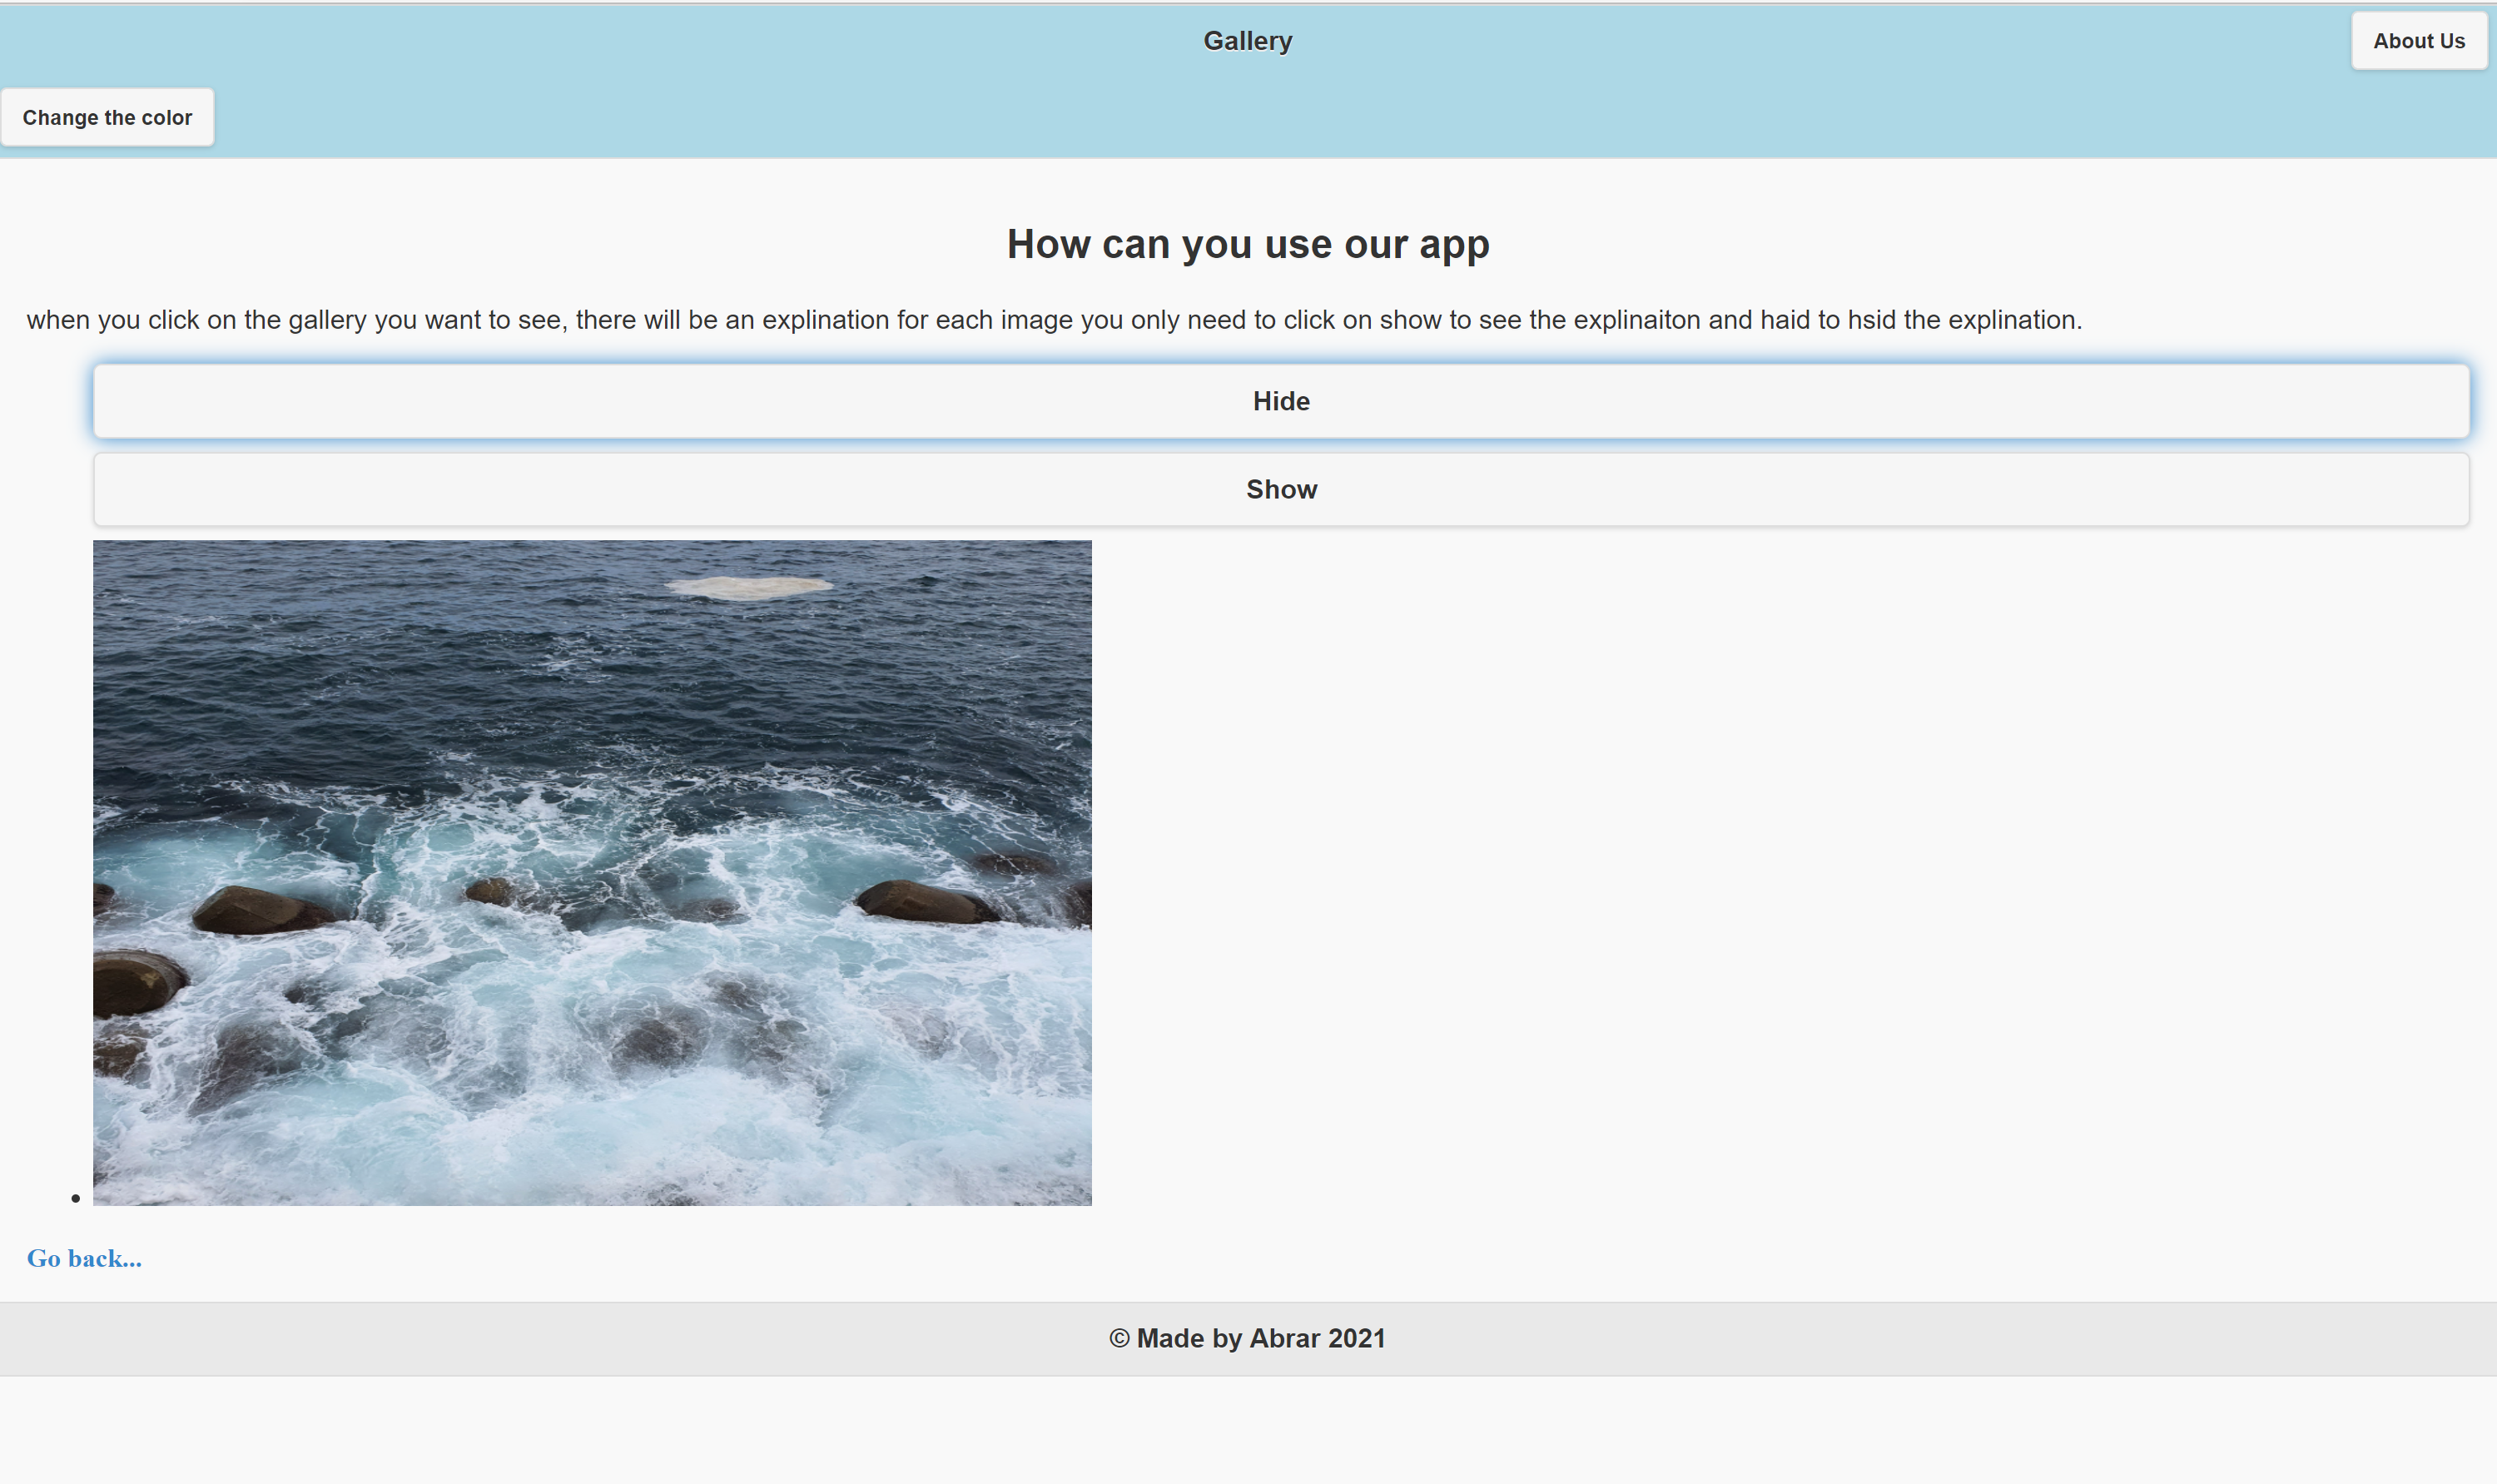 Gallery
About Us
Change the color
How can you use our app
when you click on the gallery you want to see, there will be an explination for each image you only need to click on show to see the explinaiton and haid to hsid the explination.
Hide
Show
Go back...
© Made by Abrar 2021